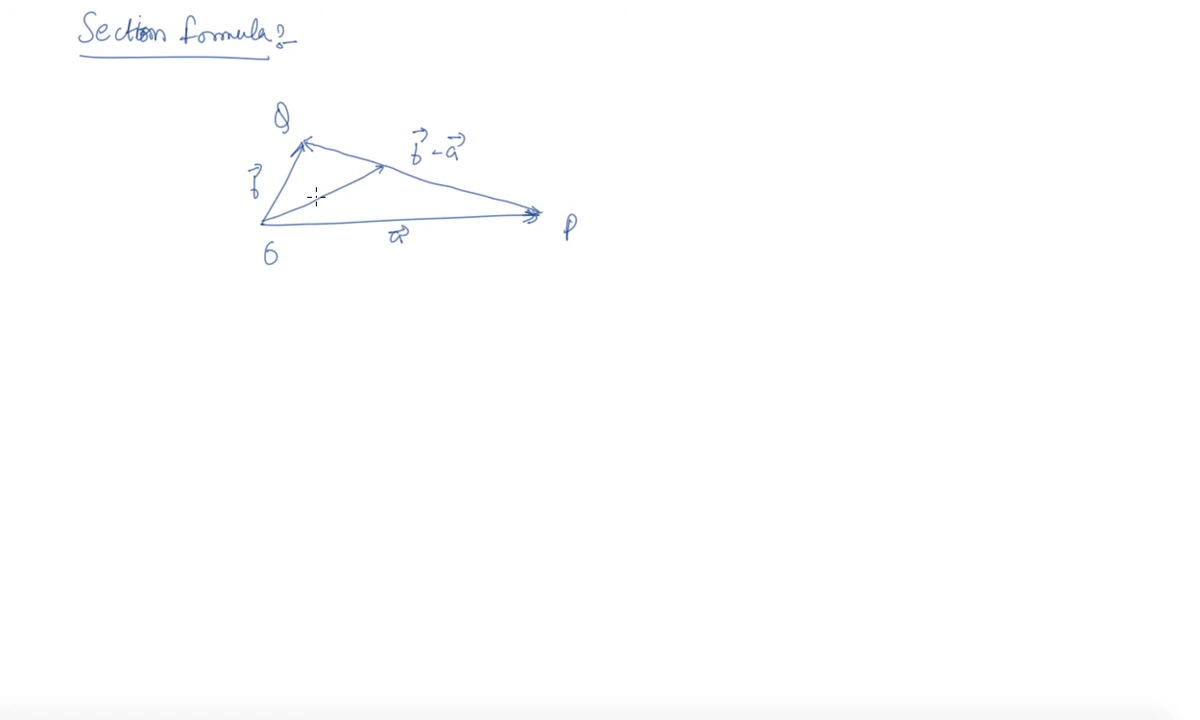 Section formula :-
Q
b⃗ - a⃗
b⃗
P
a⃗
O